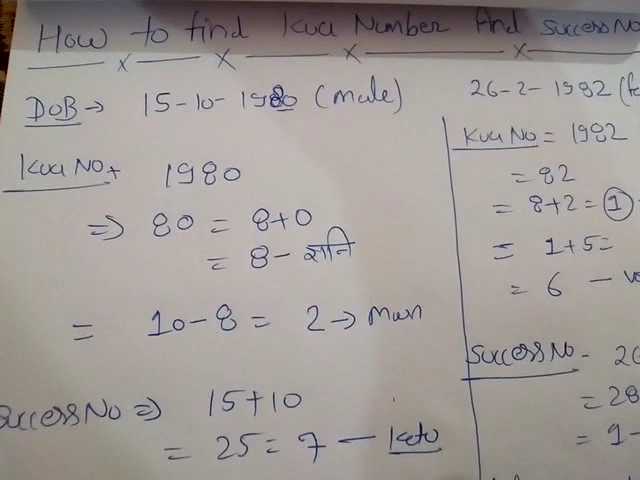 How to find Kua Number And Success No
DOB→ 15-10-1980 (male)
Kua No→ 1980
⇒ 80 = 8+0
= 8 - शनि
= 10-8 = 2 → Mun
Success No ⇒ 15+10
= 25 = 7 - Ketu
26-2-1982
Kua No = 1982
= 82
= 8+2 = 1
= 1+5 =
= 6 -
Success No -
= 28
= 1-